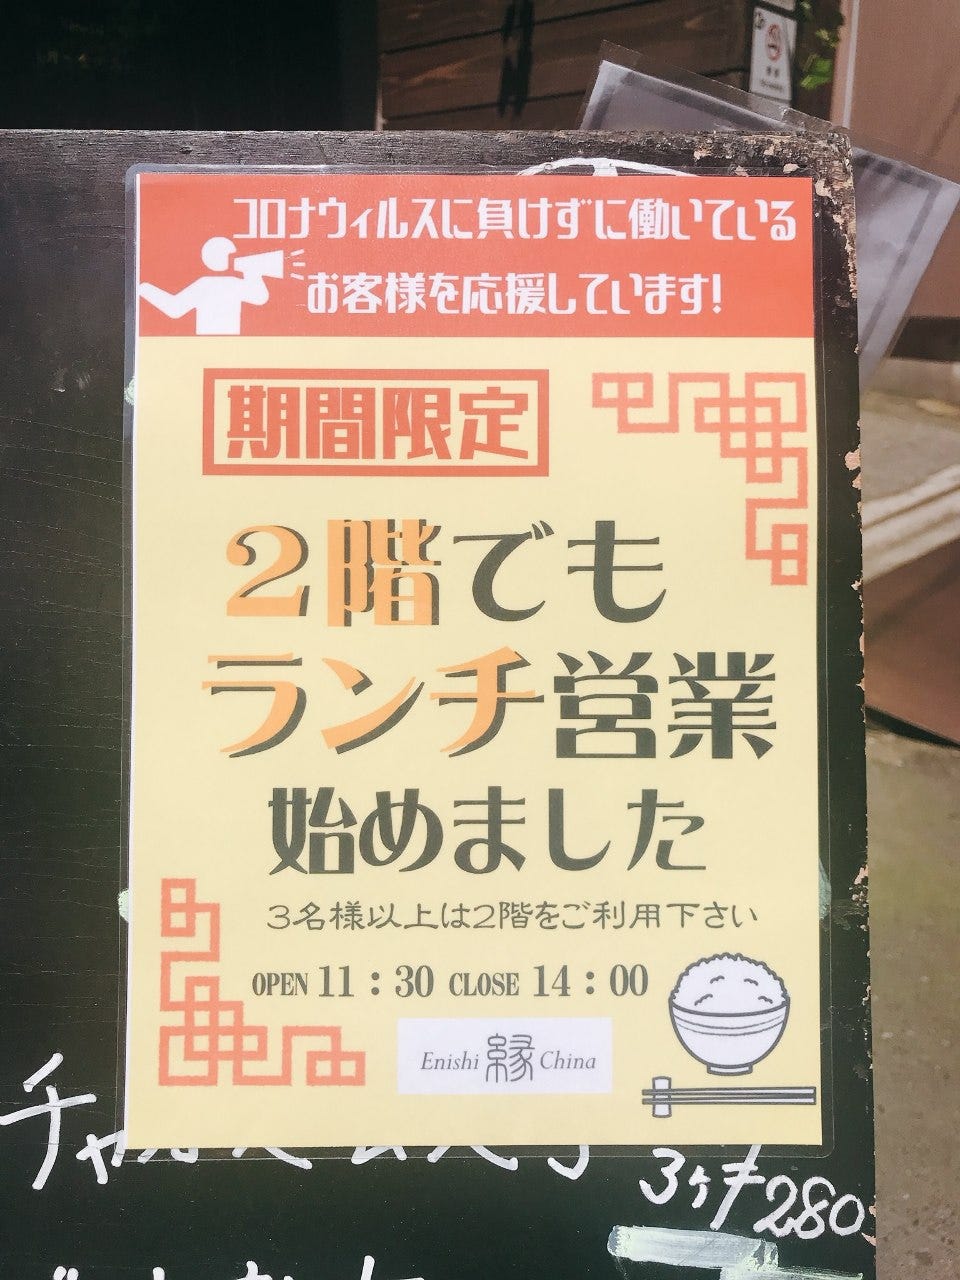 コロナウィルスに負けずに働いている
お客様を応援しています!
期間限定
2階でも
ランチ営業
始めました
3名様以上は2階をご利用下さい
OPEN 11:30 CLOSE 14:00
Enishi 縁 China
3ヶ 280